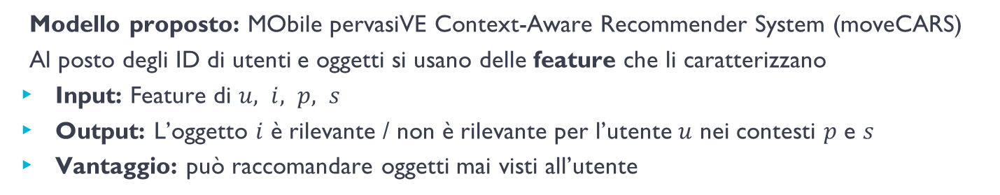 Modello proposto: MObile pervasiVE Context-Aware Recommender System (moveCARS)
Al posto degli ID di utenti e oggetti si usano delle feature che li caratterizzano
Input: Feature di u, i, p, s
Output: L'oggetto i è rilevante / non è rilevante per l'utente u nei contesti p e s
Vantaggio: può raccomandare oggetti mai visti all'utente